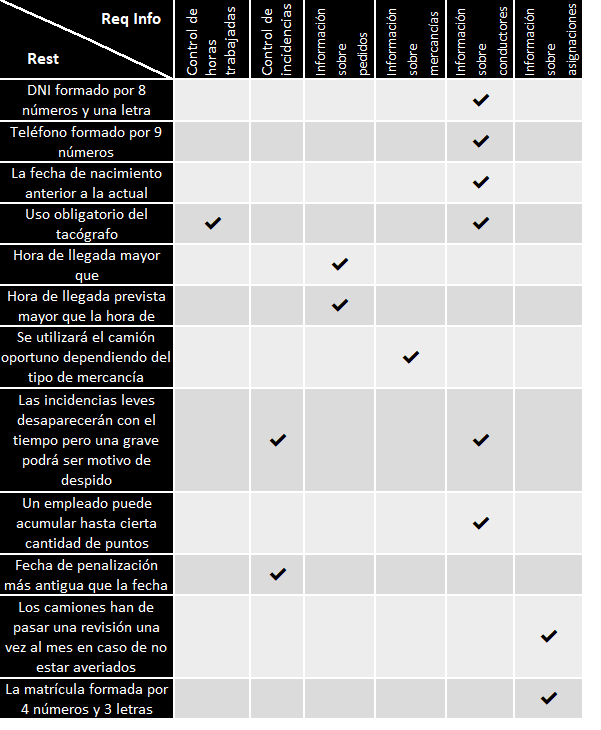 Req Info
Rest
Control de
horas
trabajadas
Control de
incidencias
Información
sobre
pedidos
Información
sobre
mercancías
Información
sobre
conductores
Información
sobre
asignaciones
DNI formado por 8
números y una letra
Teléfono formado por 9
números
La fecha de nacimiento
anterior a la actual
Uso obligatorio del
tacógrafo
Hora de llegada mayor
que
Hora de llegada prevista
mayor que la hora de
Se utilizará el camión
oportuno dependiendo del
tipo de mercancía
Las incidencias leves
desaparecerán con el
tiempo pero una grave
podrá ser motivo de
despido
Un empleado puede
acumular hasta cierta
cantidad de puntos
Fecha de penalización
más antigua que la fecha
Los camiones han de
pasar una revisión una
vez al mes en caso de no
estar averiados
La matrícula formada por
4 números y 3 letras